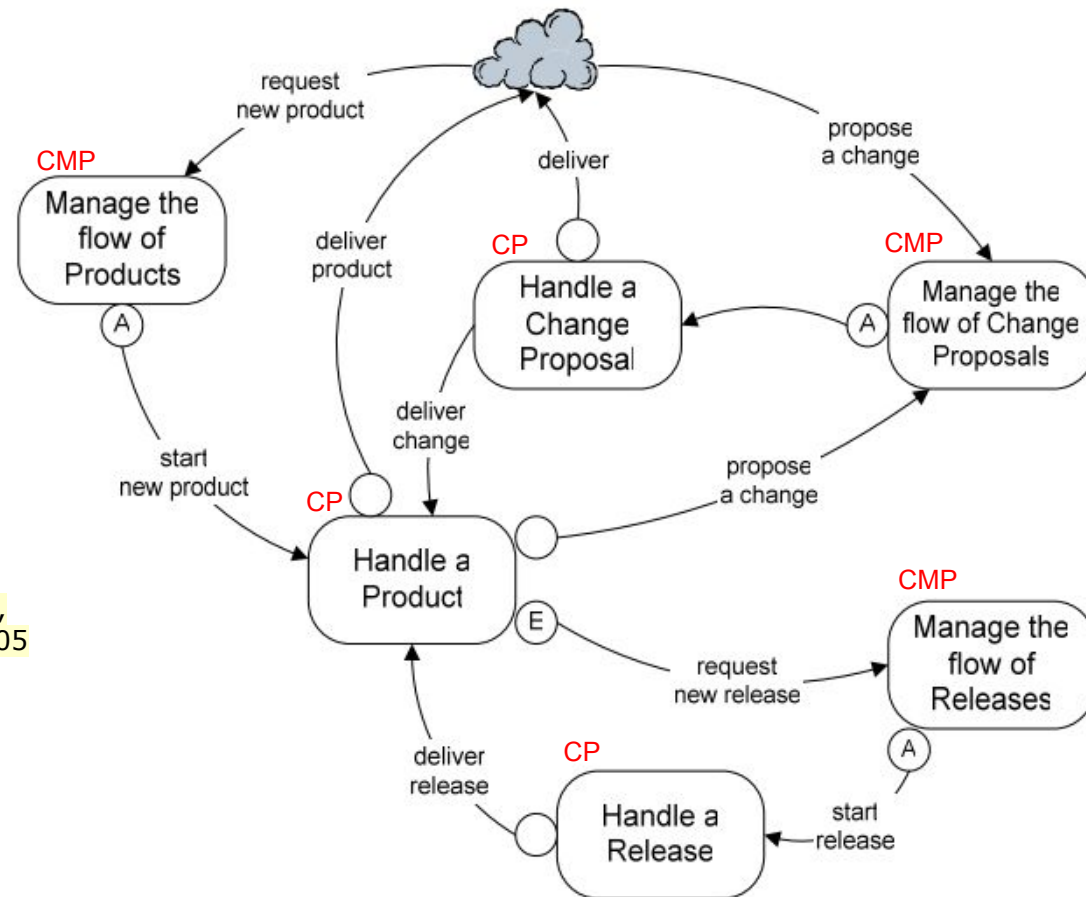 request
new product
propose
a change
deliver
CMP
Manage the
flow of
Products
A
deliver
product
CP
Handle a
Change
Proposal
CMP
Manage the
flow of Change
Proposals
A
deliver
change
start
new product
propose
a change
CP
Handle a
Product
E
,
05
CMP
Manage the
flow of
Releases
A
request
new release
deliver
release
CP
Handle a
Release
start
release